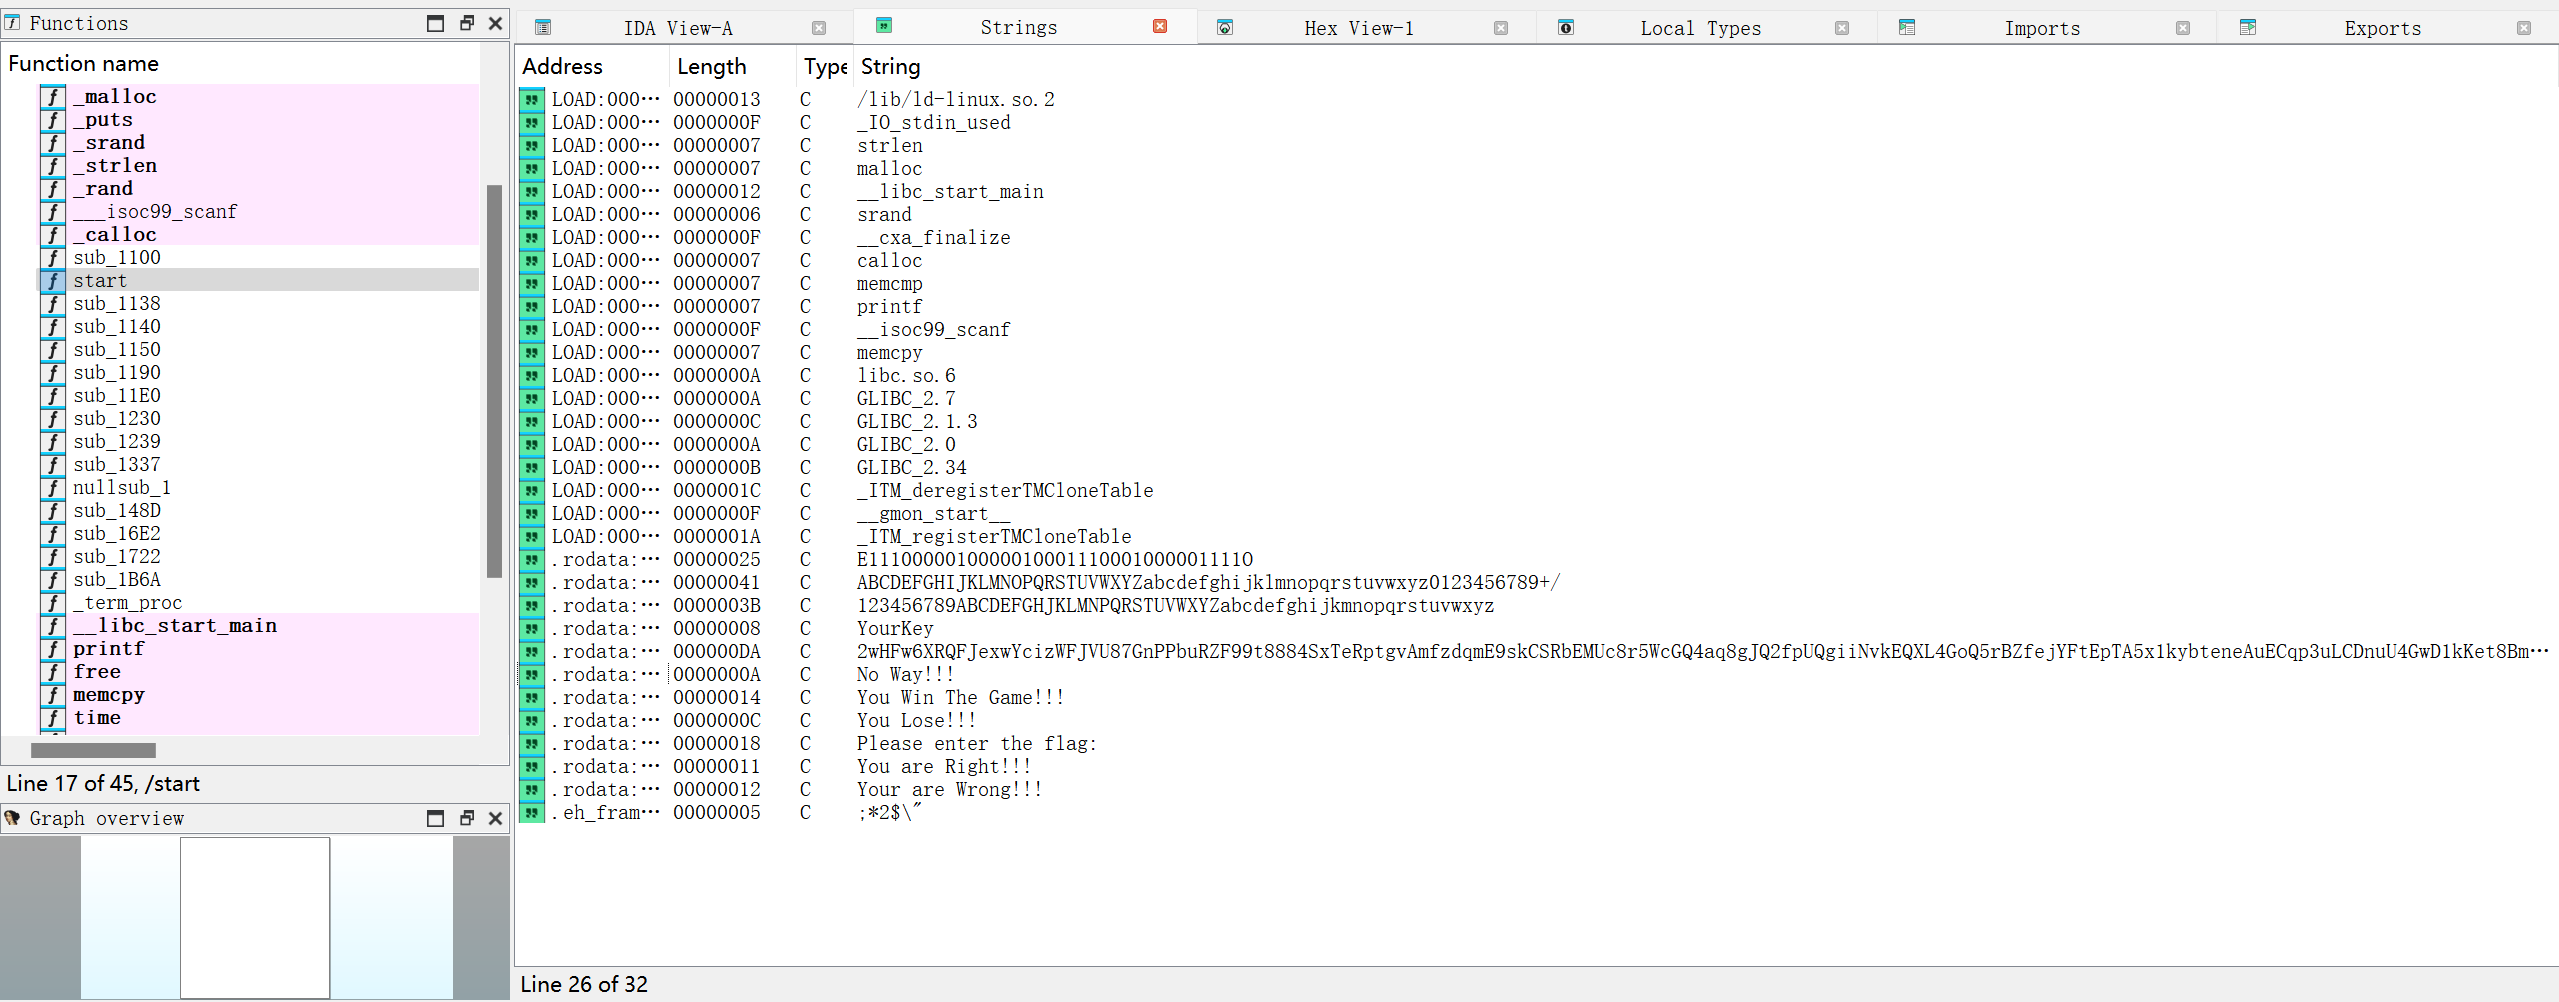 Functions
Function name
_malloc
_puts
_srand
_strlen
_rand
___isoc99_scanf
_calloc
sub_1100
start
sub_1138
sub_1140
sub_1150
sub_1190
sub_11E0
sub_1230
sub_1239
sub_1337
nullsub_1
sub_148D
sub_16E2
sub_1722
sub_1B6A
_term_proc
__libc_start_main
printf
free
memcpy
time
Line 17 of 45, /start
Graph overview
IDA View-A Strings Hex View-1 Local Types Imports Exports
Address Length Type String
LOAD:000… 00000013 C /lib/ld-linux.so.2
LOAD:000… 0000000F C _IO_stdin_used
LOAD:000… 00000007 C strlen
LOAD:000… 00000007 C malloc
LOAD:000… 00000012 C __libc_start_main
LOAD:000… 00000006 C srand
LOAD:000… 0000000F C __cxa_finalize
LOAD:000… 00000007 C calloc
LOAD:000… 00000007 C memcmp
LOAD:000… 00000007 C printf
LOAD:000… 0000000F C __isoc99_scanf
LOAD:000… 00000007 C memcpy
LOAD:000… 0000000A C libc.so.6
LOAD:000… 0000000A C GLIBC_2.7
LOAD:000… 0000000C C GLIBC_2.1.3
LOAD:000… 0000000A C GLIBC_2.0
LOAD:000… 0000000B C GLIBC_2.34
LOAD:000… 0000001C C _ITM_deregisterTMCloneTable
LOAD:000… 0000000F C __gmon_start__
LOAD:000… 0000001A C _ITM_registerTMCloneTable
.rodata:… 00000025 C E111000001000001000111100010000011110
.rodata:… 00000041 C ABCDEFGHIJKLMNOPQRSTUVWXYZabcdefghijklmnopqrstuvwxyz0123456789+/
.rodata:… 0000003B C 123456789ABCDEFGHJKLMNPQRSTUVWXYZabcdefghijkmnopqrstuvwxyz
.rodata:… 00000008 C YourKey
.rodata:… 000000DA C 2wHFw6XRQFJexwYcizWFJVU87GnPPbuRZF99t8884SxTeRptgvAmfzdqmE9skCSRbEMUc8r5WcGQ4aq8gJQ2fpUQgiiNvkEQXL4GoQ5rBZfejYFtEpTA5x1kybteneAuECqp3uLCDnuU4GwD1kKet8Bm…
.rodata:… 0000000A C No Way!!!
.rodata:… 00000014 C You Win The Game!!!
.rodata:… 0000000C C You Lose!!!
.rodata:… 00000018 C Please enter the flag:
.rodata:… 00000011 C You are Right!!!
.rodata:… 00000012 C Your are Wrong!!!
.eh_fram… 00000005 C ;*2$\"
Line 26 of 32